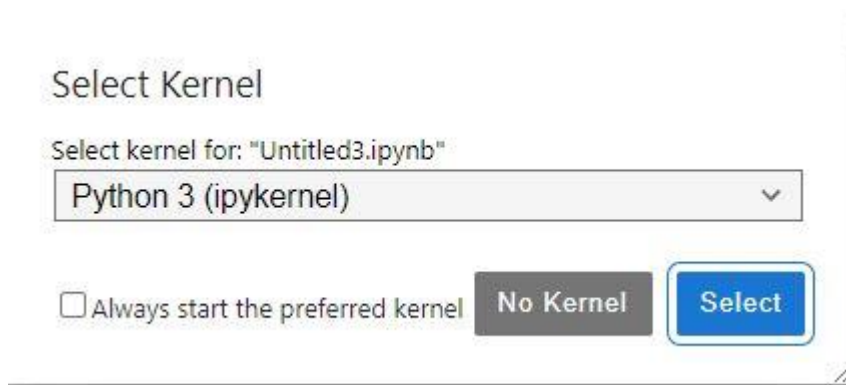 Select Kernel
Select kernel for: "Untitled3.ipynb"
Python 3 (ipykernel)
Always start the preferred kernel No Kernel Select